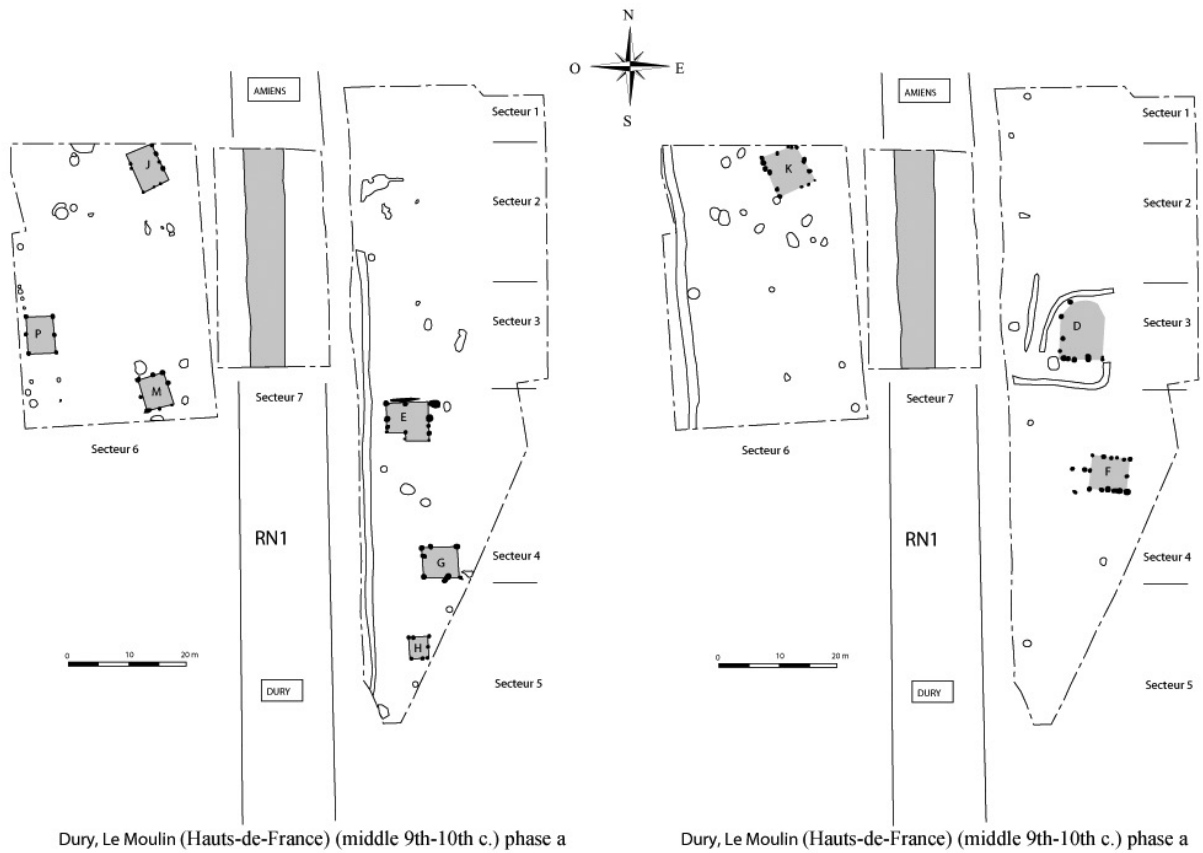 N
O E
S
AMIENS
Secteur 1
J
Secteur 2
P
Secteur 3
M
Secteur 7
E
Secteur 6
RN1
G
Secteur 4
H
0 10 20 m
DURY
Secteur 5
Dury, Le Moulin (Hauts-de-France) (middle 9th-10th c.) phase a
AMIENS
Secteur 1
K
Secteur 2
D
Secteur 3
Secteur 7
Secteur 6
F
RN1
Secteur 4
0 10 20 m
DURY
Secteur 5
Dury, Le Moulin (Hauts-de-France) (middle 9th-10th c.) phase a